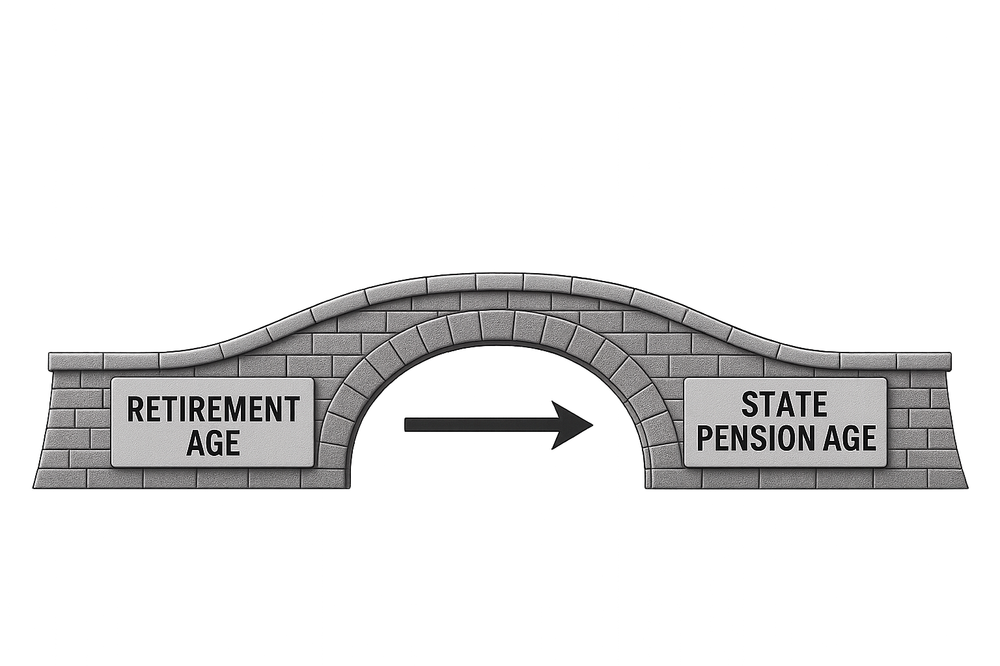 RETIREMENT
AGE
STATE
PENSION AGE